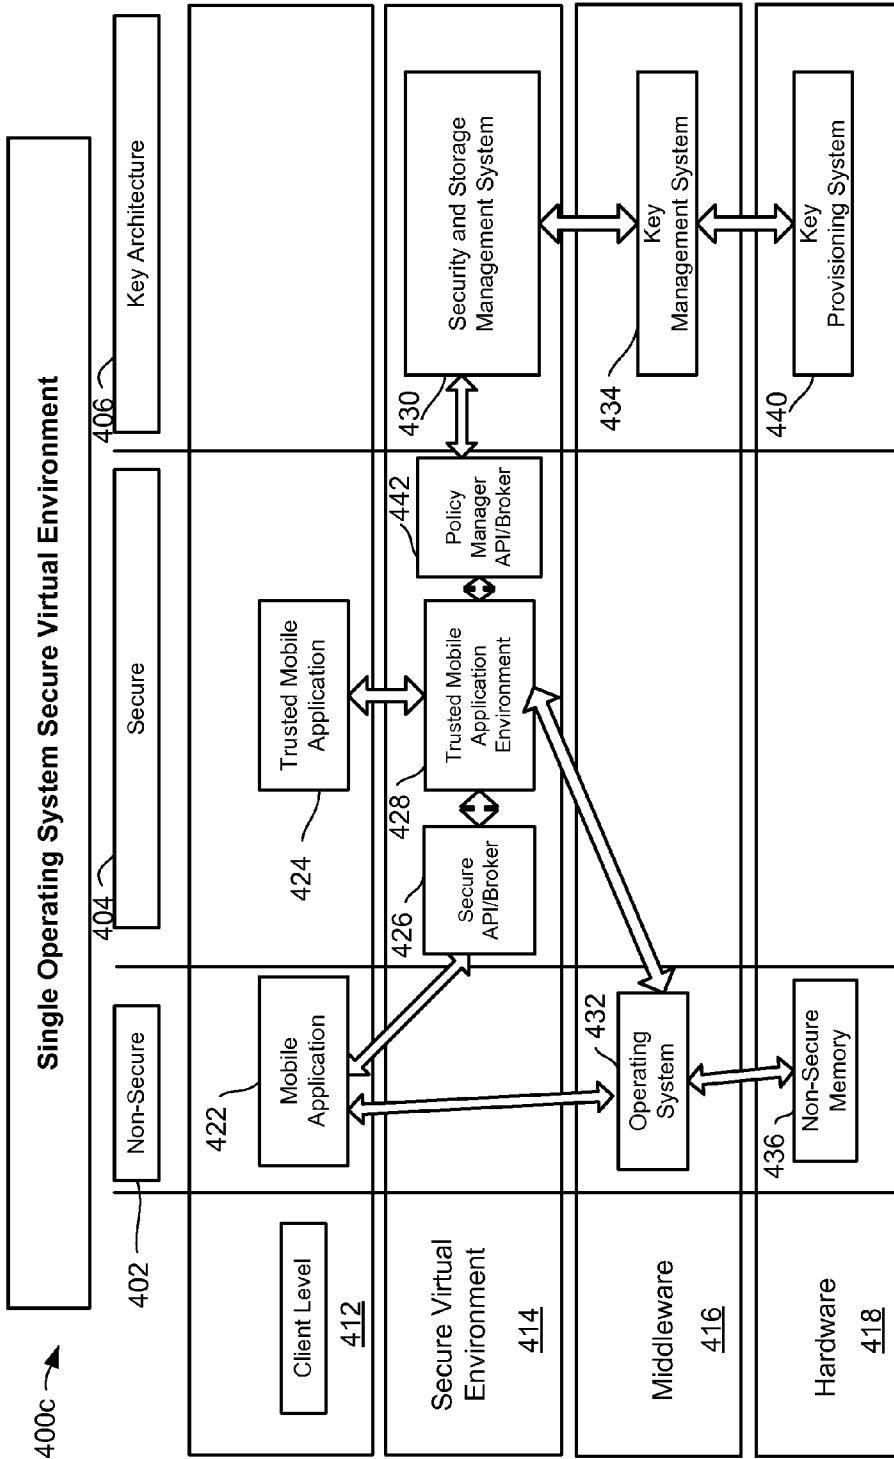 400c
Single Operating System Secure Virtual Environment
402
Non-Secure
404
Secure
406
Key Architecture
Client Level
412
422
Mobile
Application
424
Trusted Mobile
Application
Secure Virtual
Environment
414
426
Secure
API/Broker
428
Trusted Mobile
Application
Environment
442
Policy
Manager
API/Broker
430
Security and Storage
Management System
Middleware
416
432
Operating
System
434
Key
Management System
Hardware
418
436
Non-Secure
Memory
440
Key
Provisioning System